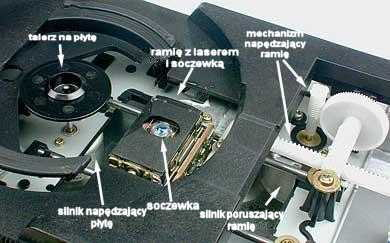 talerz na płytę
ramię z laserem
i soczewką
mechanizm
napędzający
ramię
silnik napędzający
płytę
soczewka
silnik poruszający
ramię